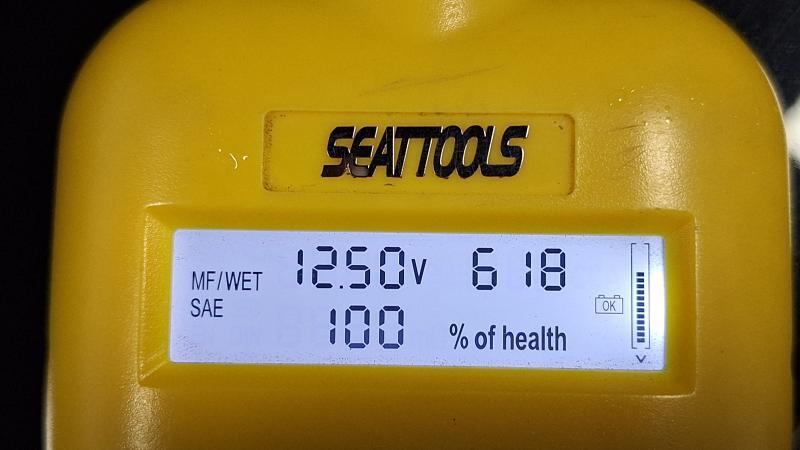 SEATTOOLS
MF/WET 12.50V 618
SAE 100 % of health
OK
V